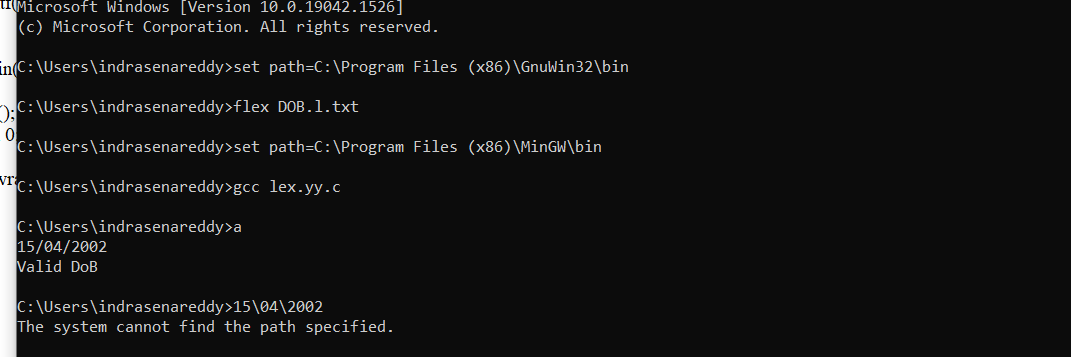 Microsoft Windows [Version 10.0.19042.1526]
(c) Microsoft Corporation. All rights reserved.
C:\Users\indrasenareddy>set path=C:\Program Files (x86)\GnuWin32\bin
C:\Users\indrasenareddy>flex DOB.l.txt
();
0
C:\Users\indrasenareddy>set path=C:\Program Files (x86)\MinGW\bin
C:\Users\indrasenareddy>gcc lex.yy.c
C:\Users\indrasenareddy>a
15/04/2002
Valid DoB
C:\Users\indrasenareddy>15\04\2002
The system cannot find the path specified.